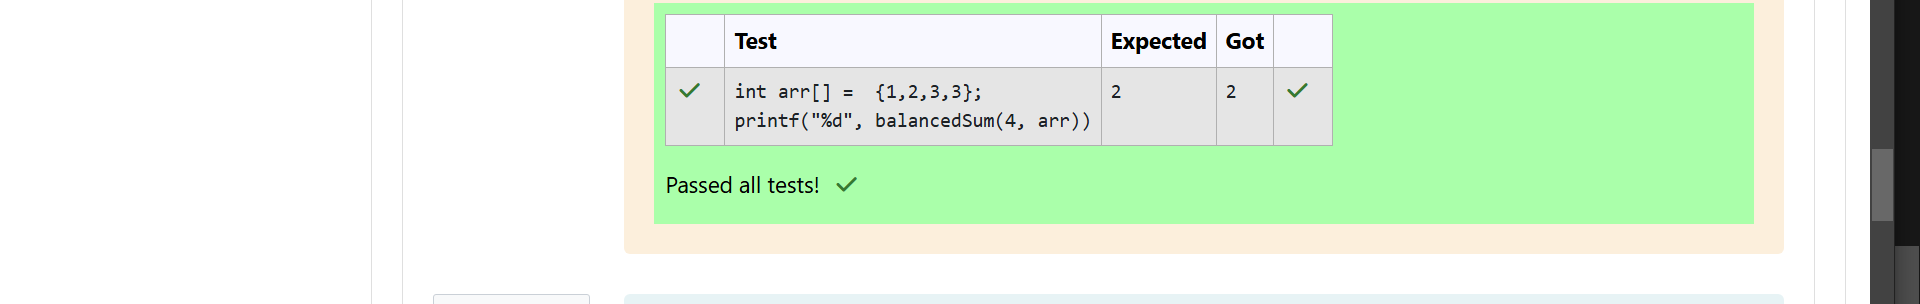 Test Expected Got
int arr[] =  {1,2,3,3}; 2 2
printf("%d", balancedSum(4, arr))
Passed all tests!